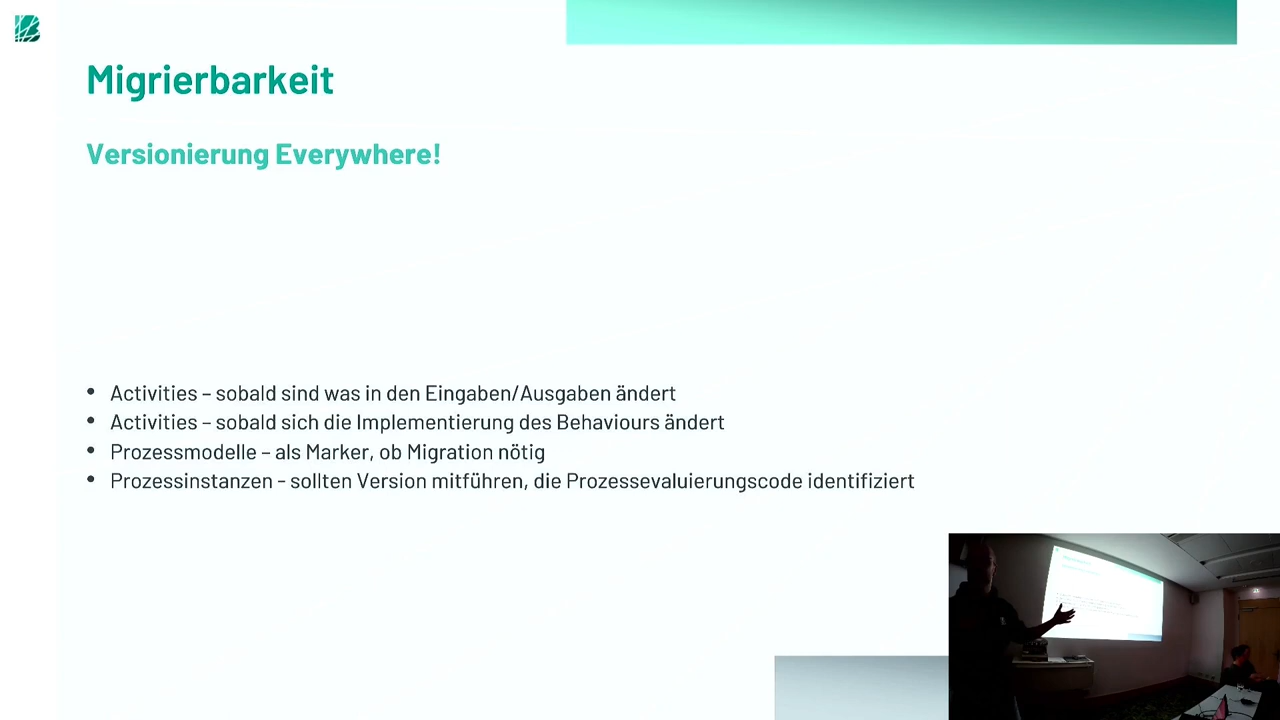 Migrierbarkeit
Versionierung Everywhere!
• Activities – sobald sind was in den Eingaben/Ausgaben ändert
• Activities – sobald sich die Implementierung des Behaviours ändert
• Prozessmodelle – als Marker, ob Migration nötig
• Prozessinstanzen - sollten Version mitführen, die Prozessevaluierungscode identifiziert